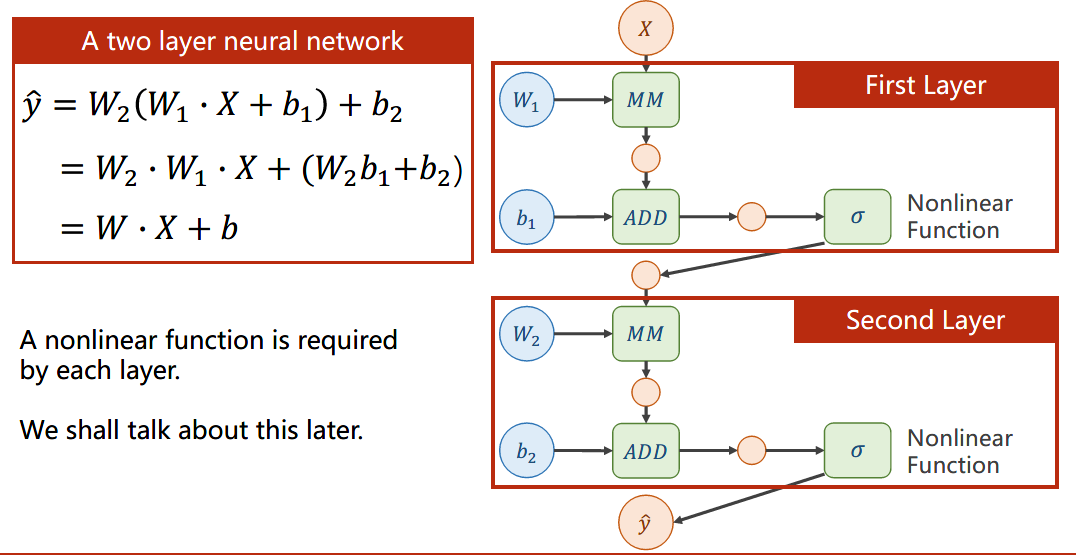 A two layer neural network
ŷ = W₂(W₁ · X + b₁) + b₂
= W₂ · W₁ · X + (W₂b₁+b₂)
= W · X + b
A nonlinear function is required
by each layer.
We shall talk about this later.
X
First Layer
W₁
MM
b₁
ADD
σ
Nonlinear
Function
Second Layer
W₂
MM
b₂
ADD
σ
Nonlinear
Function
ŷ